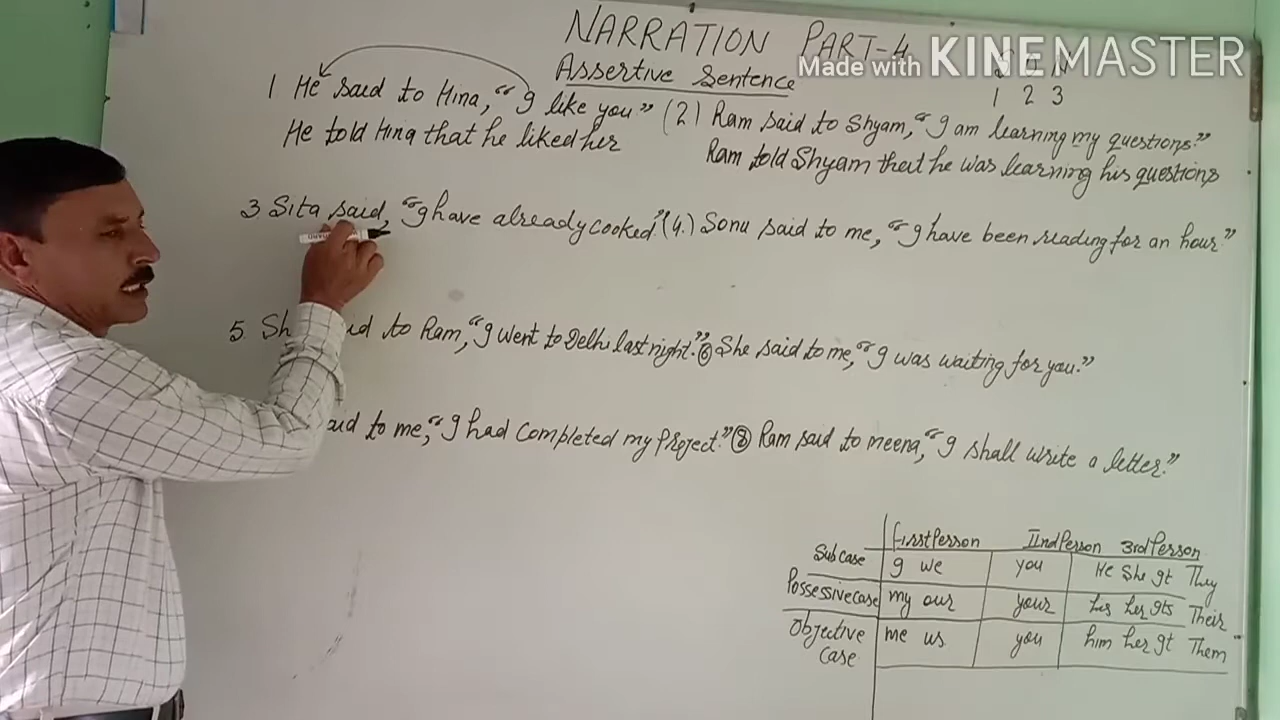 NARRATION PART-4
Made with KINEMASTER
Assertive Sentence
S O N
1 2 3
1 He said to Hina, "I like you"
He told Hina that he liked her
(2) Ram said to Shyam, "I am learning my questions."
Ram told Shyam that he was learning his questions
3 Sita said, "I have already cooked."
(4.) Sonu said to me, "I have been reading for an hour"
5. Sh id to Ram, "I went to Delhi last night."
⑥ She said to me, "I was waiting for you."
aid to me, "I had completed my Project."
⑧ Ram said to meena, "I shall write a letter."
First Person IInd Person 3rd Person
Sub case I we you He She It They
Possessive case my our your his her Its Their
Objective case me us you him her It Them